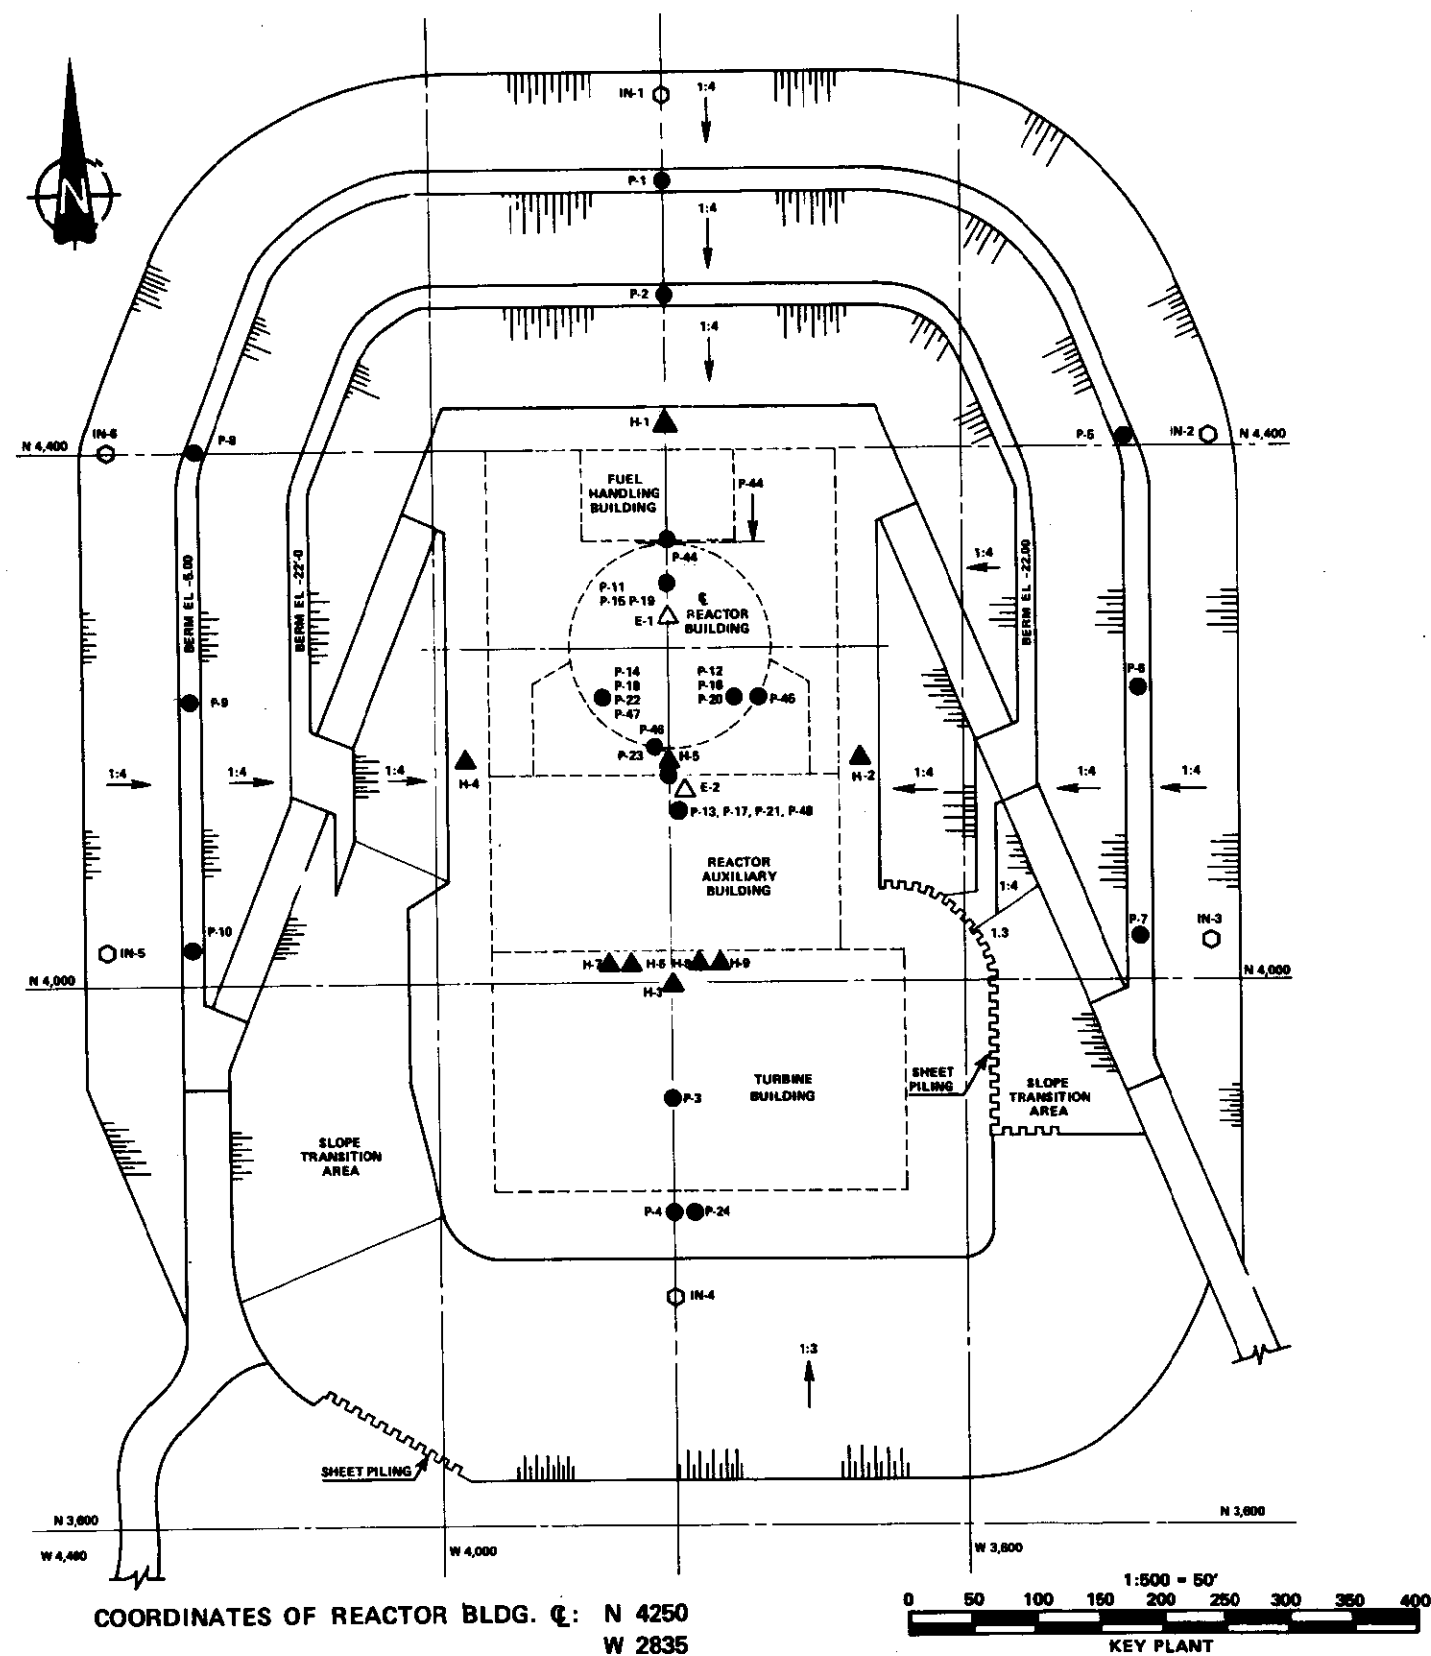 IN-1
1:4
N
P-1
1:4
P-2
1:4
H-1
IN-6
P-8
P-5
IN-2
N 4,400
N 4,400
FUEL
HANDLING
BUILDING
P-44
P-44
BERM EL -5.00
BERM EL -22'-0
BERM EL -22.00
1:4
P-11
P-15 P-19
E-1
℄
REACTOR
BUILDING
P-14
P-18
P-22
P-47
P-12
P-16
P-20
P-45
P-6
P-9
P-46
P-23
H-5
H-4
H-2
E-2
1:4
1:4
1:4
1:4
1:4
1:4
P-13, P-17, P-21, P-48
REACTOR
AUXILIARY
BUILDING
1:4
1.3
P-10
IN-5
P-7
IN-3
H-7
H-6
H-8
H-9
H-3
N 4,000
N 4,000
SHEET
PILING
TURBINE
BUILDING
P-3
SLOPE
TRANSITION
AREA
SLOPE
TRANSITION
AREA
P-4
P-24
IN-4
1:3
SHEET PILING
N 3,600
N 3,600
W 4,400
W 4,000
W 3,600
1:500 = 50'
0 50 100 150 200 250 300 350 400
KEY PLANT
COORDINATES OF REACTOR BLDG. ℄: N 4250
W 2835